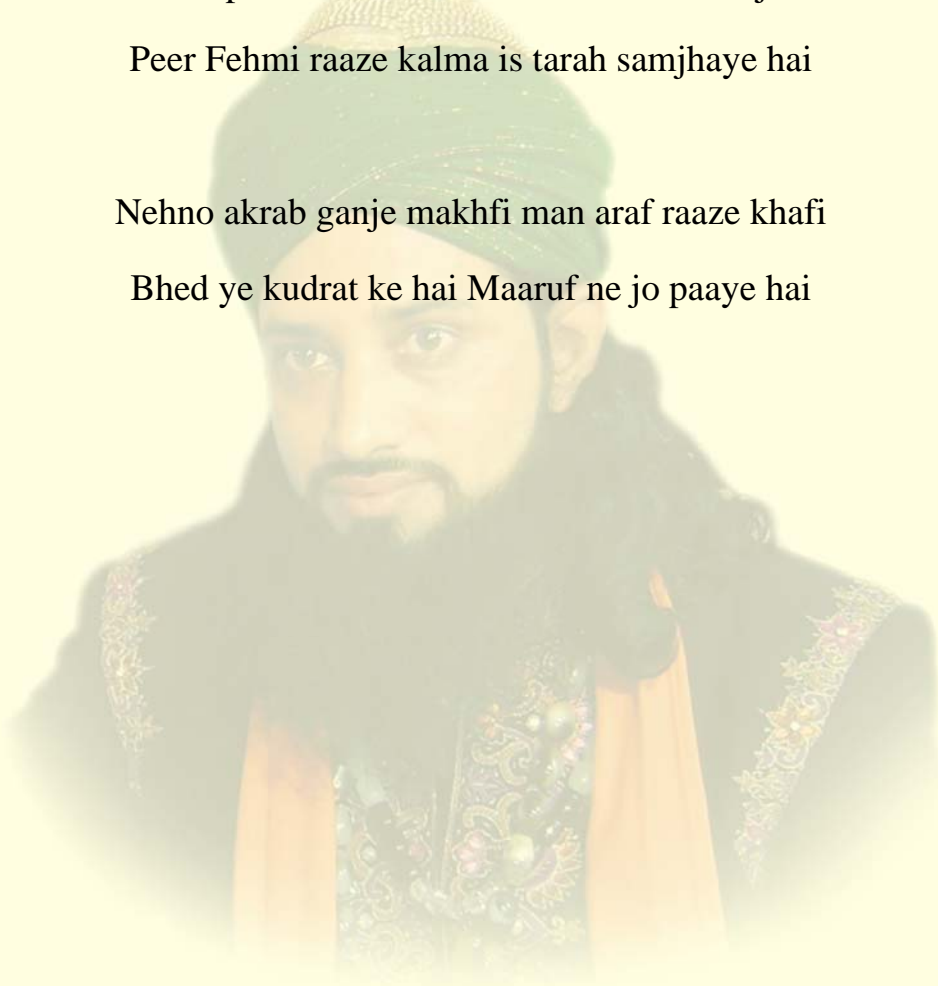 Peer Fehmi raaze kalma is tarah samjhaye hai
Nehno akrab ganje makhfi man araf raaze khafi
Bhed ye kudrat ke hai Maaruf ne jo paaye hai